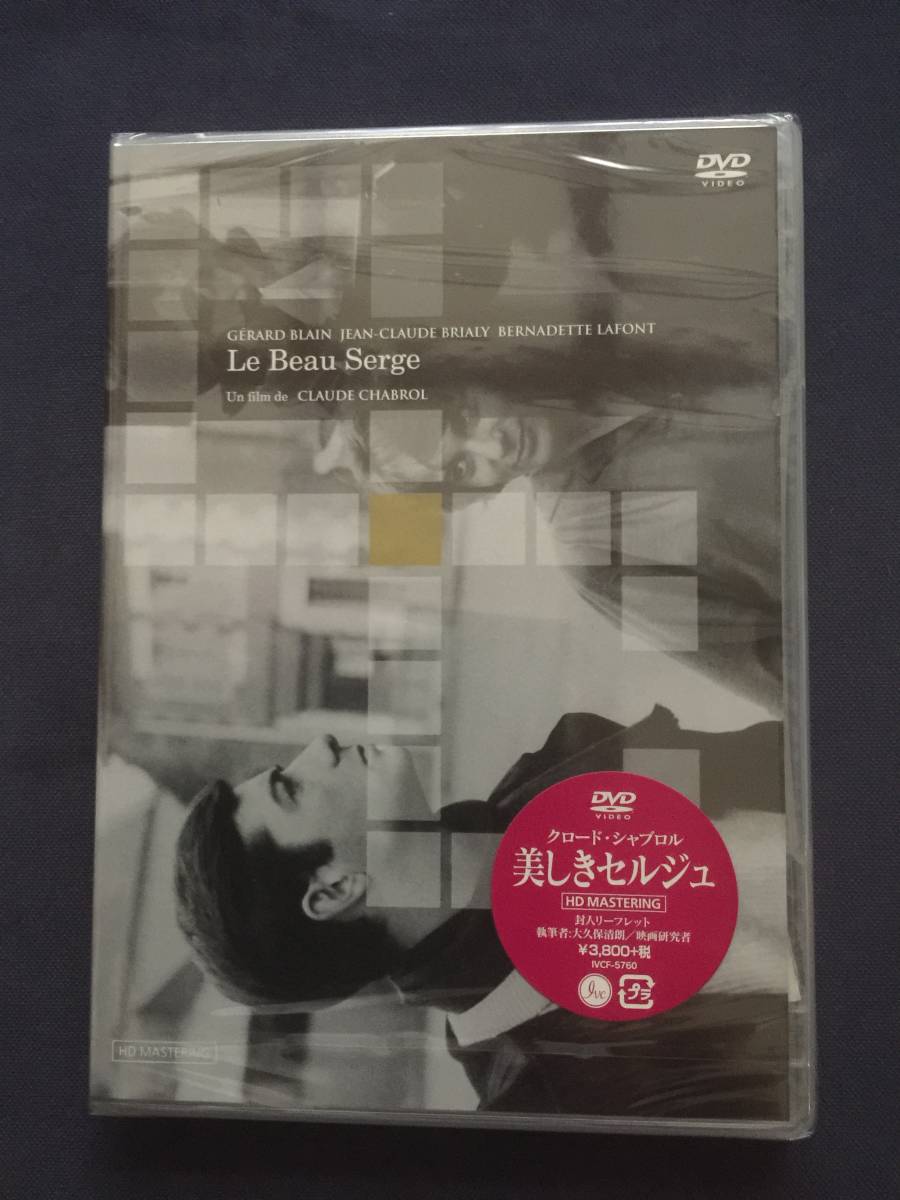 DVD
VIDEO
GÉRARD BLAIN JEAN-CLAUDE BRIALY BERNADETTE LAFONT
Le Beau Serge
Un film de CLAUDE CHABROL
DVD
VIDEO
クロード・シャブロル
美しきセルジュ
HD MASTERING
封入リーフレット
執筆者:大久保清朗/映画研究者
¥3,800+税
IVCF-5760
ivc
プラ
HD MASTERING